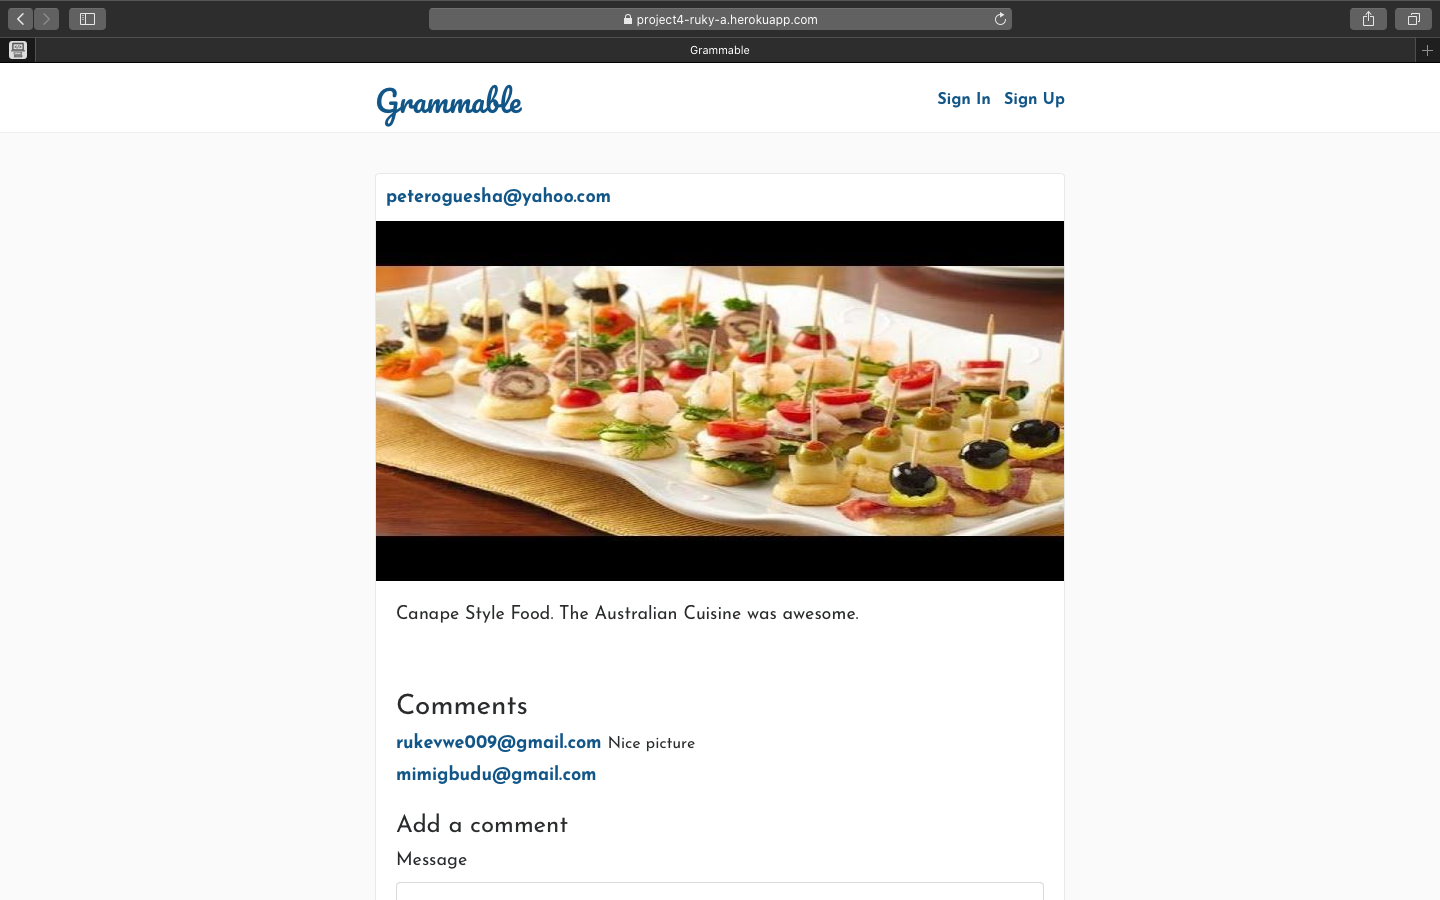 project4-ruky-a.herokuapp.com
Grammable
Grammable
Sign In Sign Up
peteroguesha@yahoo.com
Canape Style Food. The Australian Cuisine was awesome.
Comments
rukevwe009@gmail.com Nice picture
mimigbudu@gmail.com
Add a comment
Message